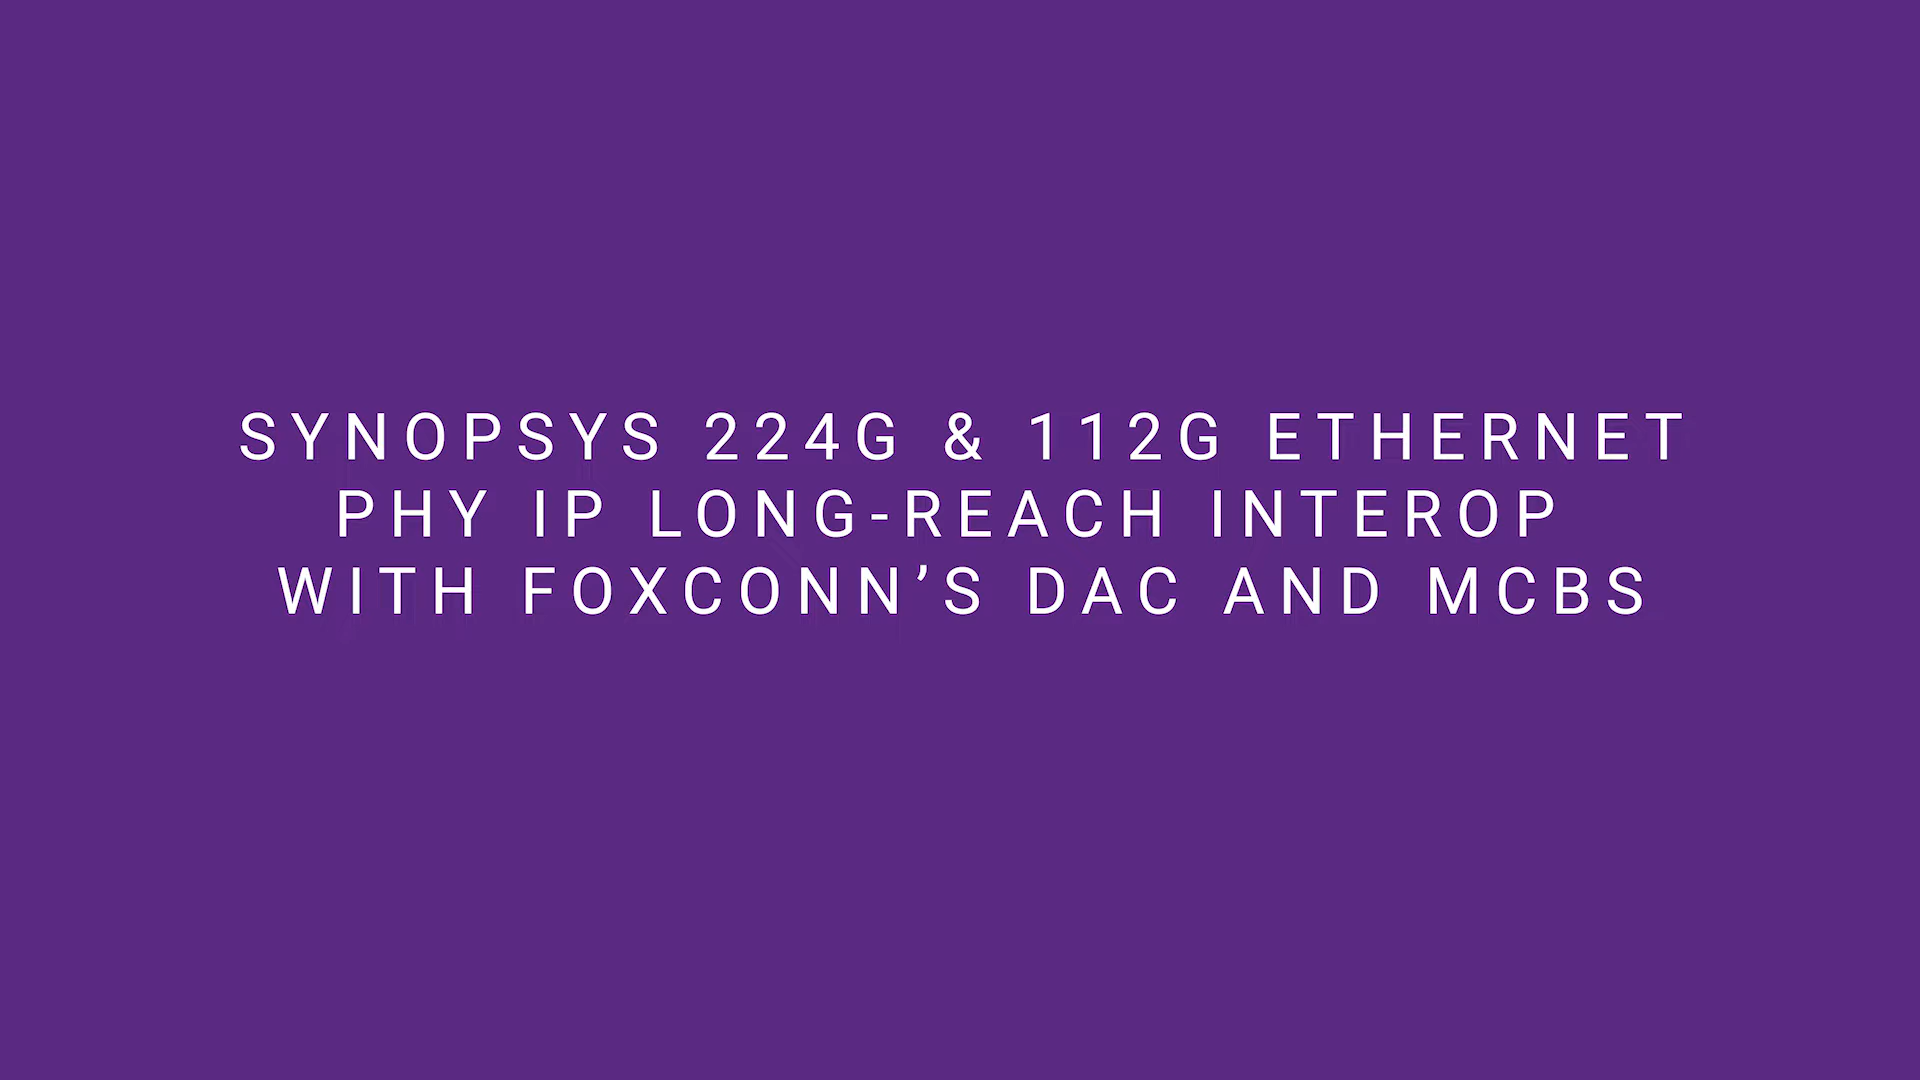 SYNOPSYS 224G & 112G ETHERNET
PHY IP LONG-REACH INTEROP
WITH FOXCONN’S DAC AND MCBS